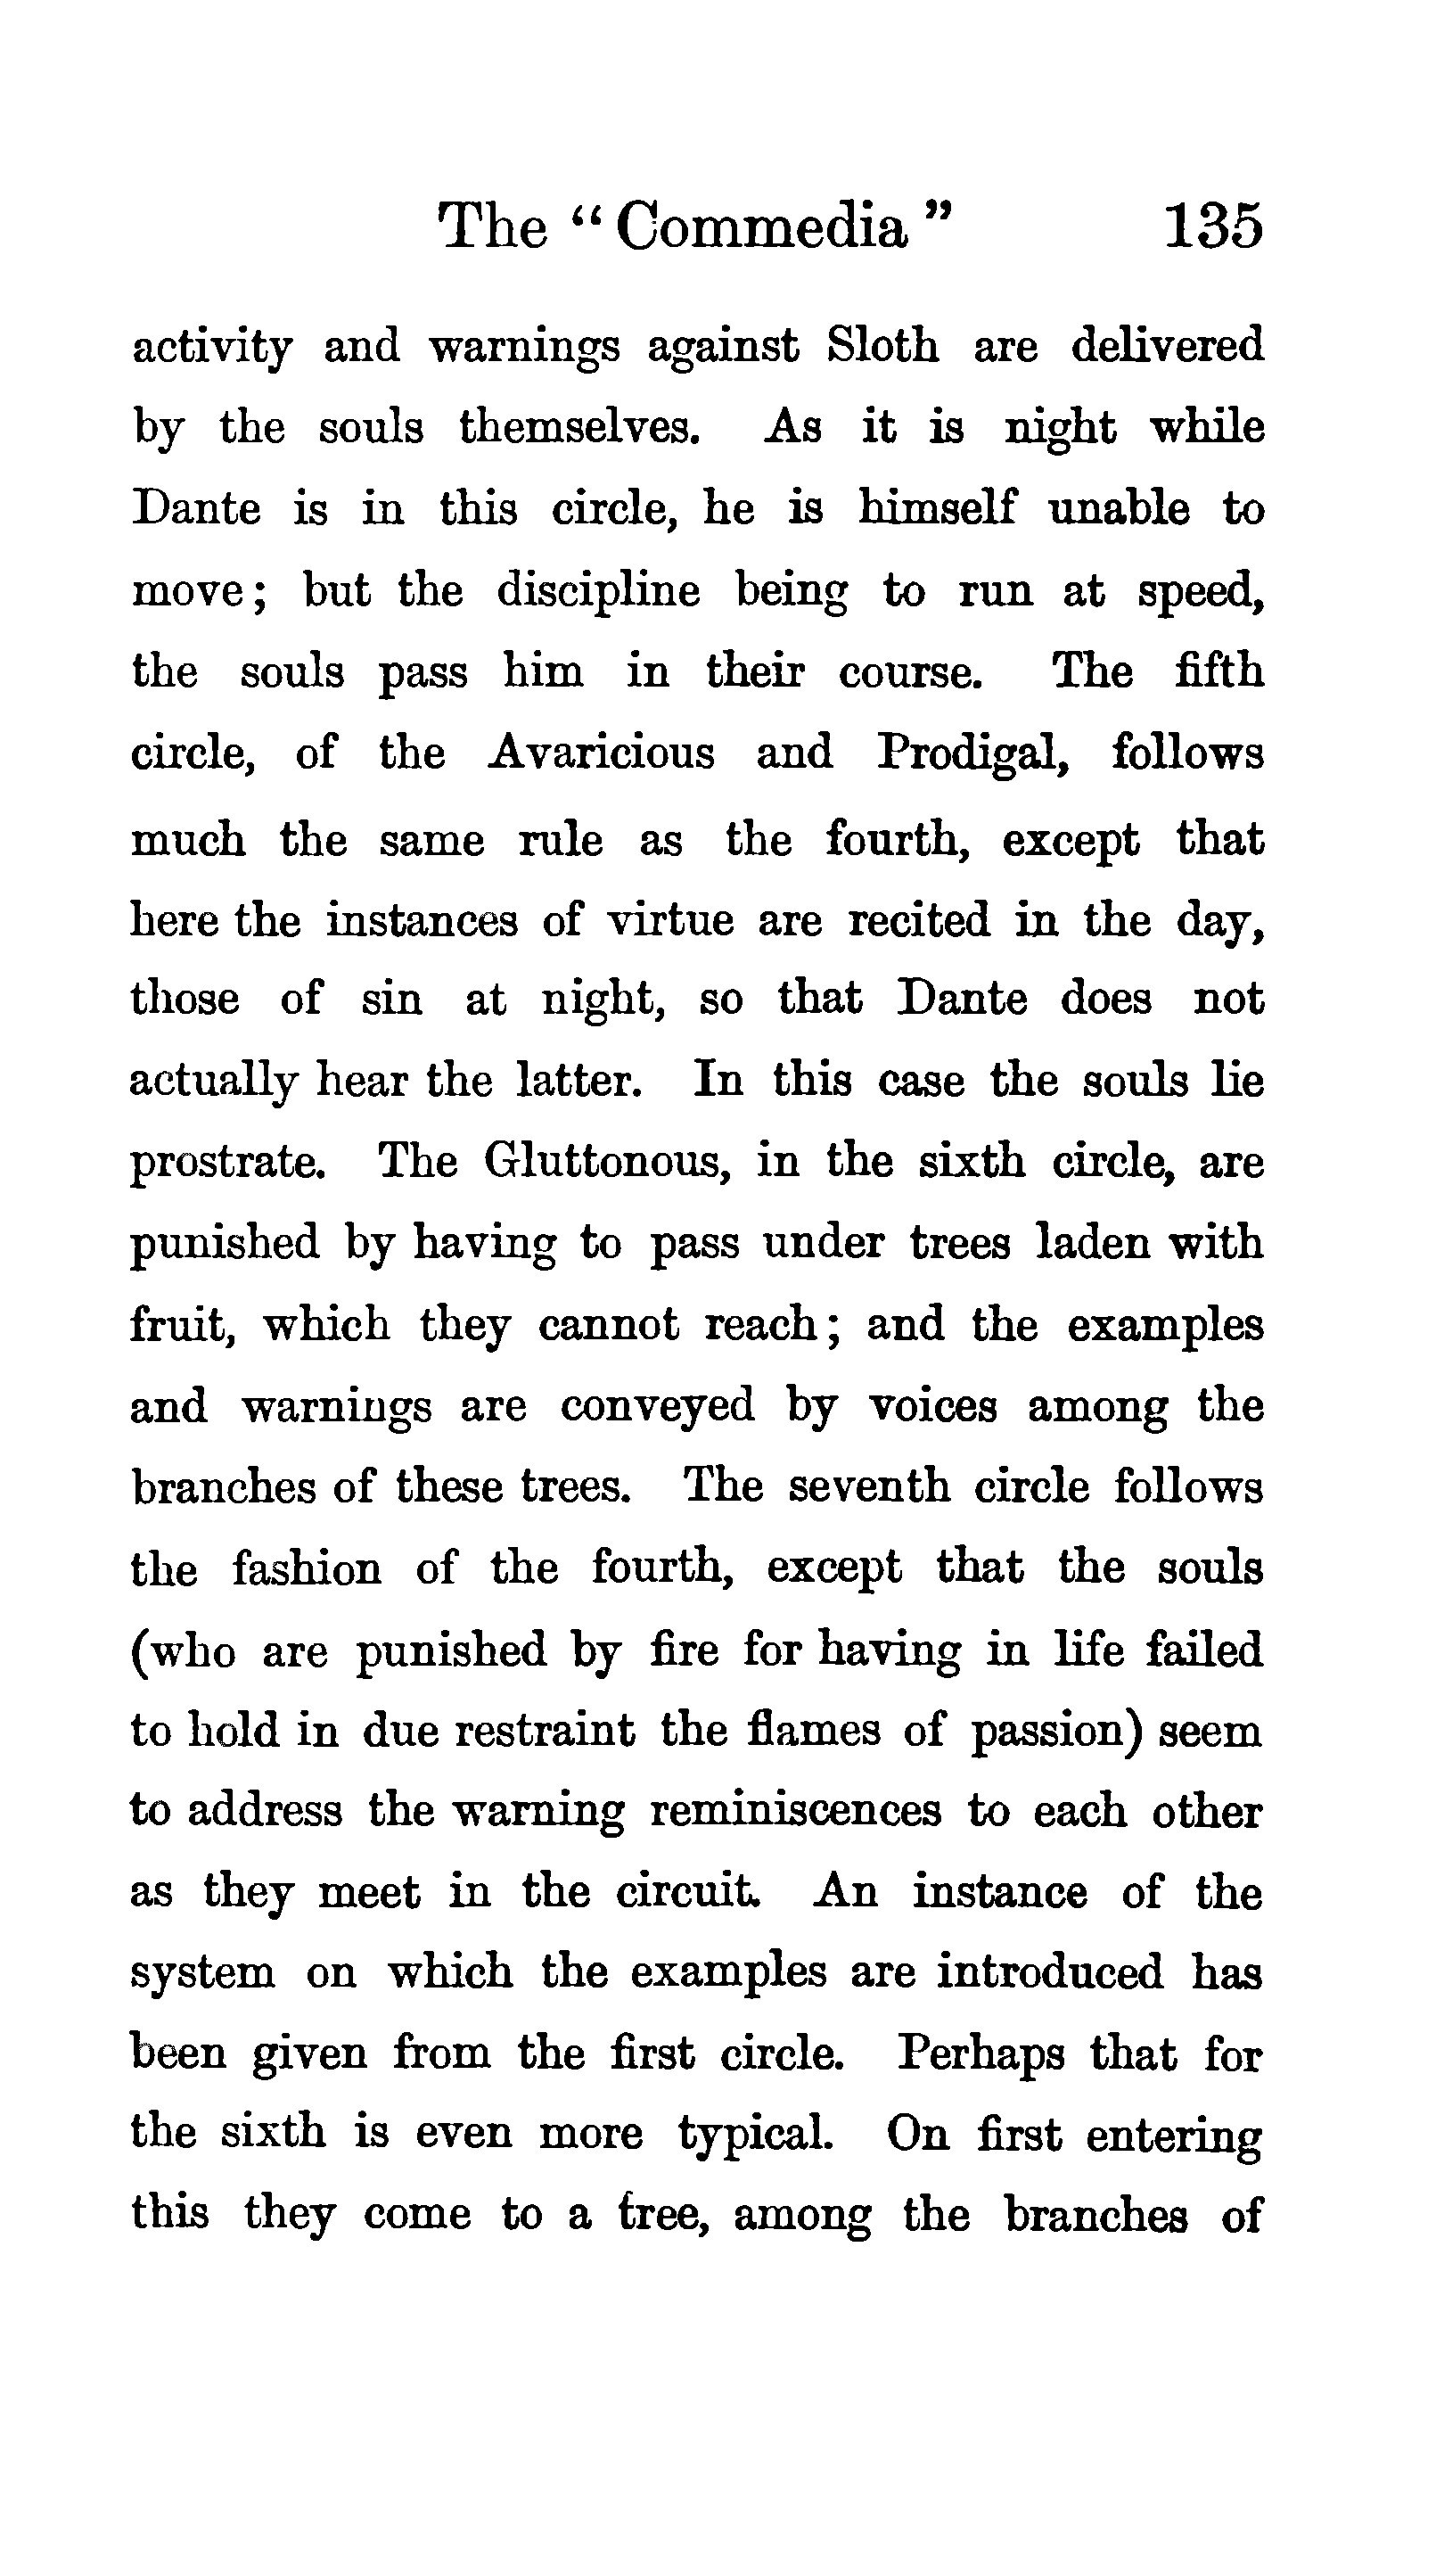 The “ Commedia ” 135
activity and warnings against Sloth are delivered
by the souls themselves. As it is night while
Dante is in this circle, he is himself unable to
move; but the discipline being to run at speed,
the souls pass him in their course. The fifth
circle, of the Avaricious and Prodigal, follows
much the same rule as the fourth, except that
here the instances of virtue are recited in the day,
those of sin at night, so that Dante does not
actually hear the latter. In this case the souls lie
prostrate. The Gluttonous, in the sixth circle, are
punished by having to pass under trees laden with
fruit, which they cannot reach; and the examples
and warnings are conveyed by voices among the
branches of these trees. The seventh circle follows
the fashion of the fourth, except that the souls
(who are punished by fire for having in life failed
to hold in due restraint the flames of passion) seem
to address the warning reminiscences to each other
as they meet in the circuit. An instance of the
system on which the examples are introduced has
been given from the first circle. Perhaps that for
the sixth is even more typical. On first entering
this they come to a tree, among the branches of